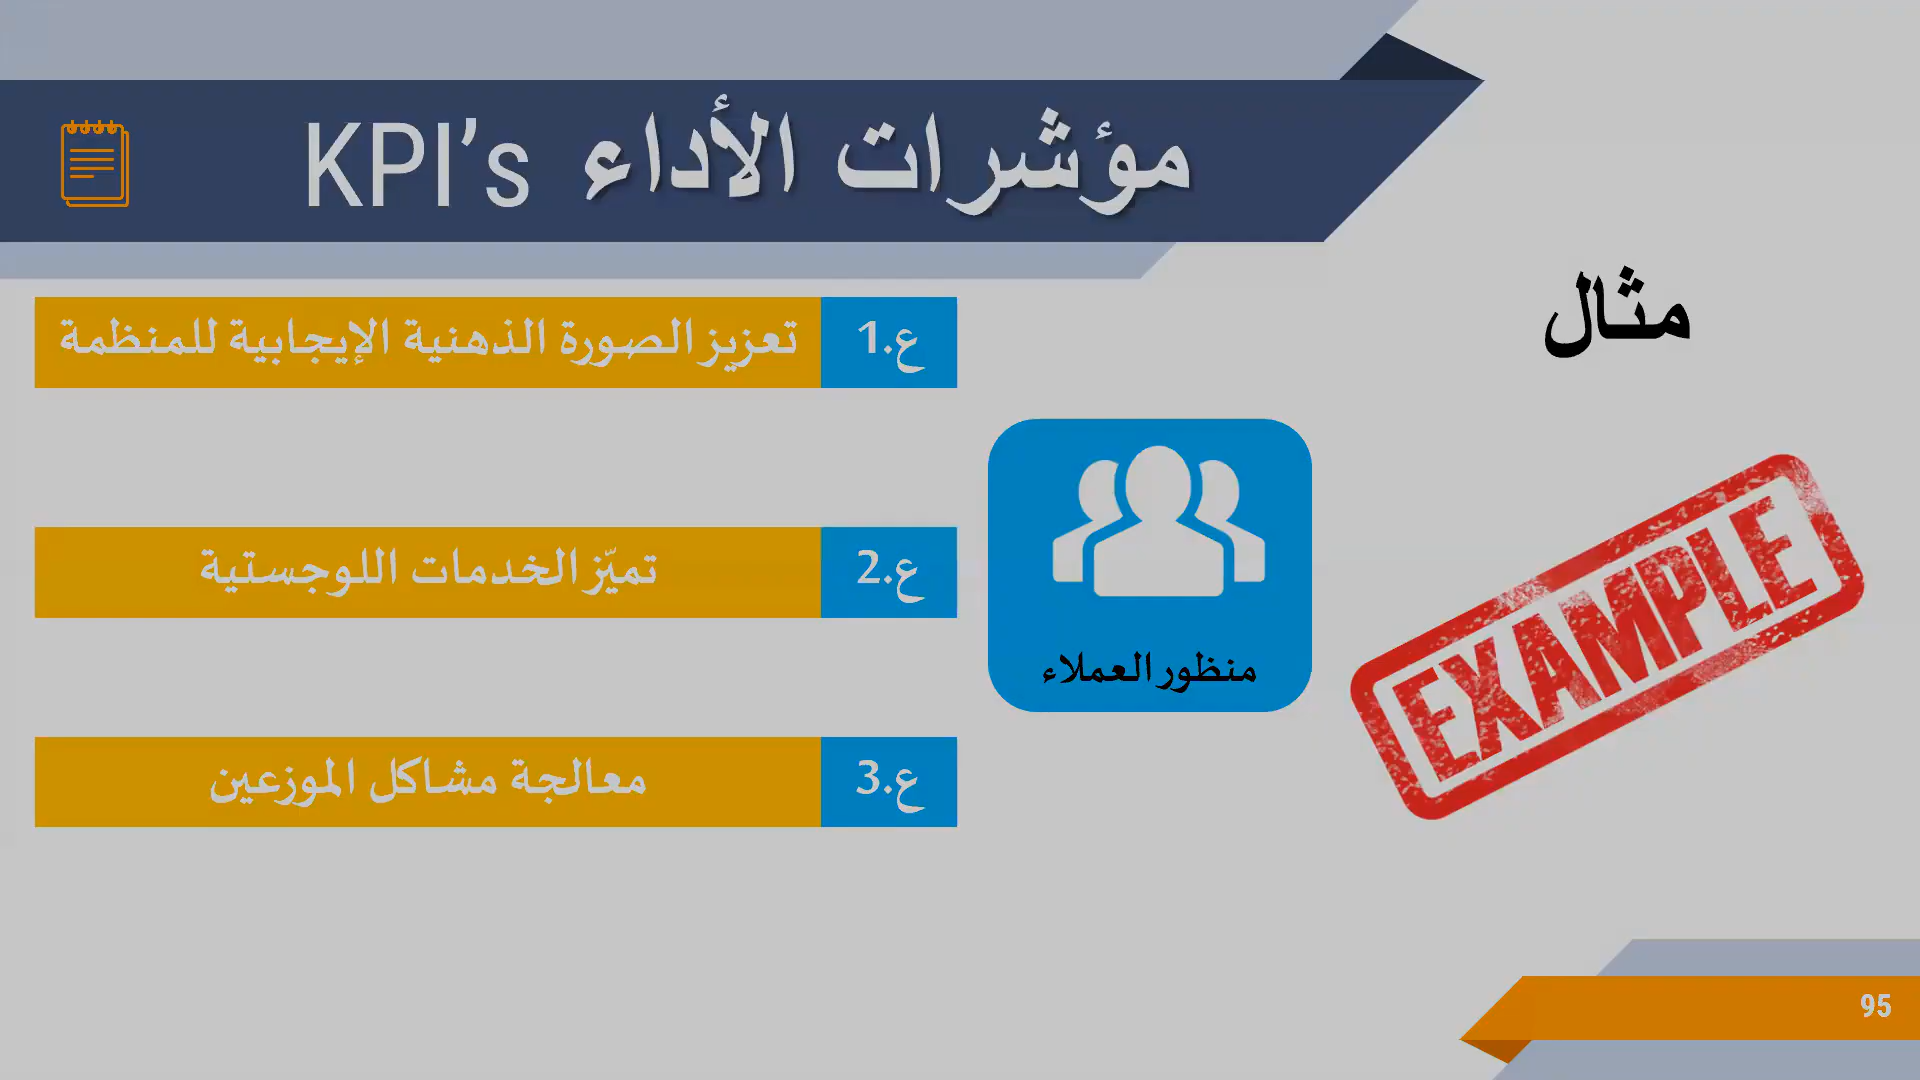 مؤشرات الأداء KPI’s
مثال
ع.1 تعزيز الصورة الذهنية الإيجابية للمنظمة
ع.2 تميّز الخدمات اللوجستية
منظور العملاء
EXAMPLE
ع.3 معالجة مشاكل الموزعين
95